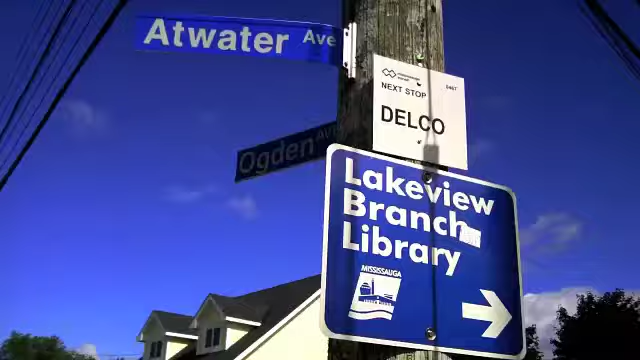 Atwater Ave
NEXT STOP
DELCO
Ogden Ave
Lakeview
Branch
Library
MISSISSAUGA